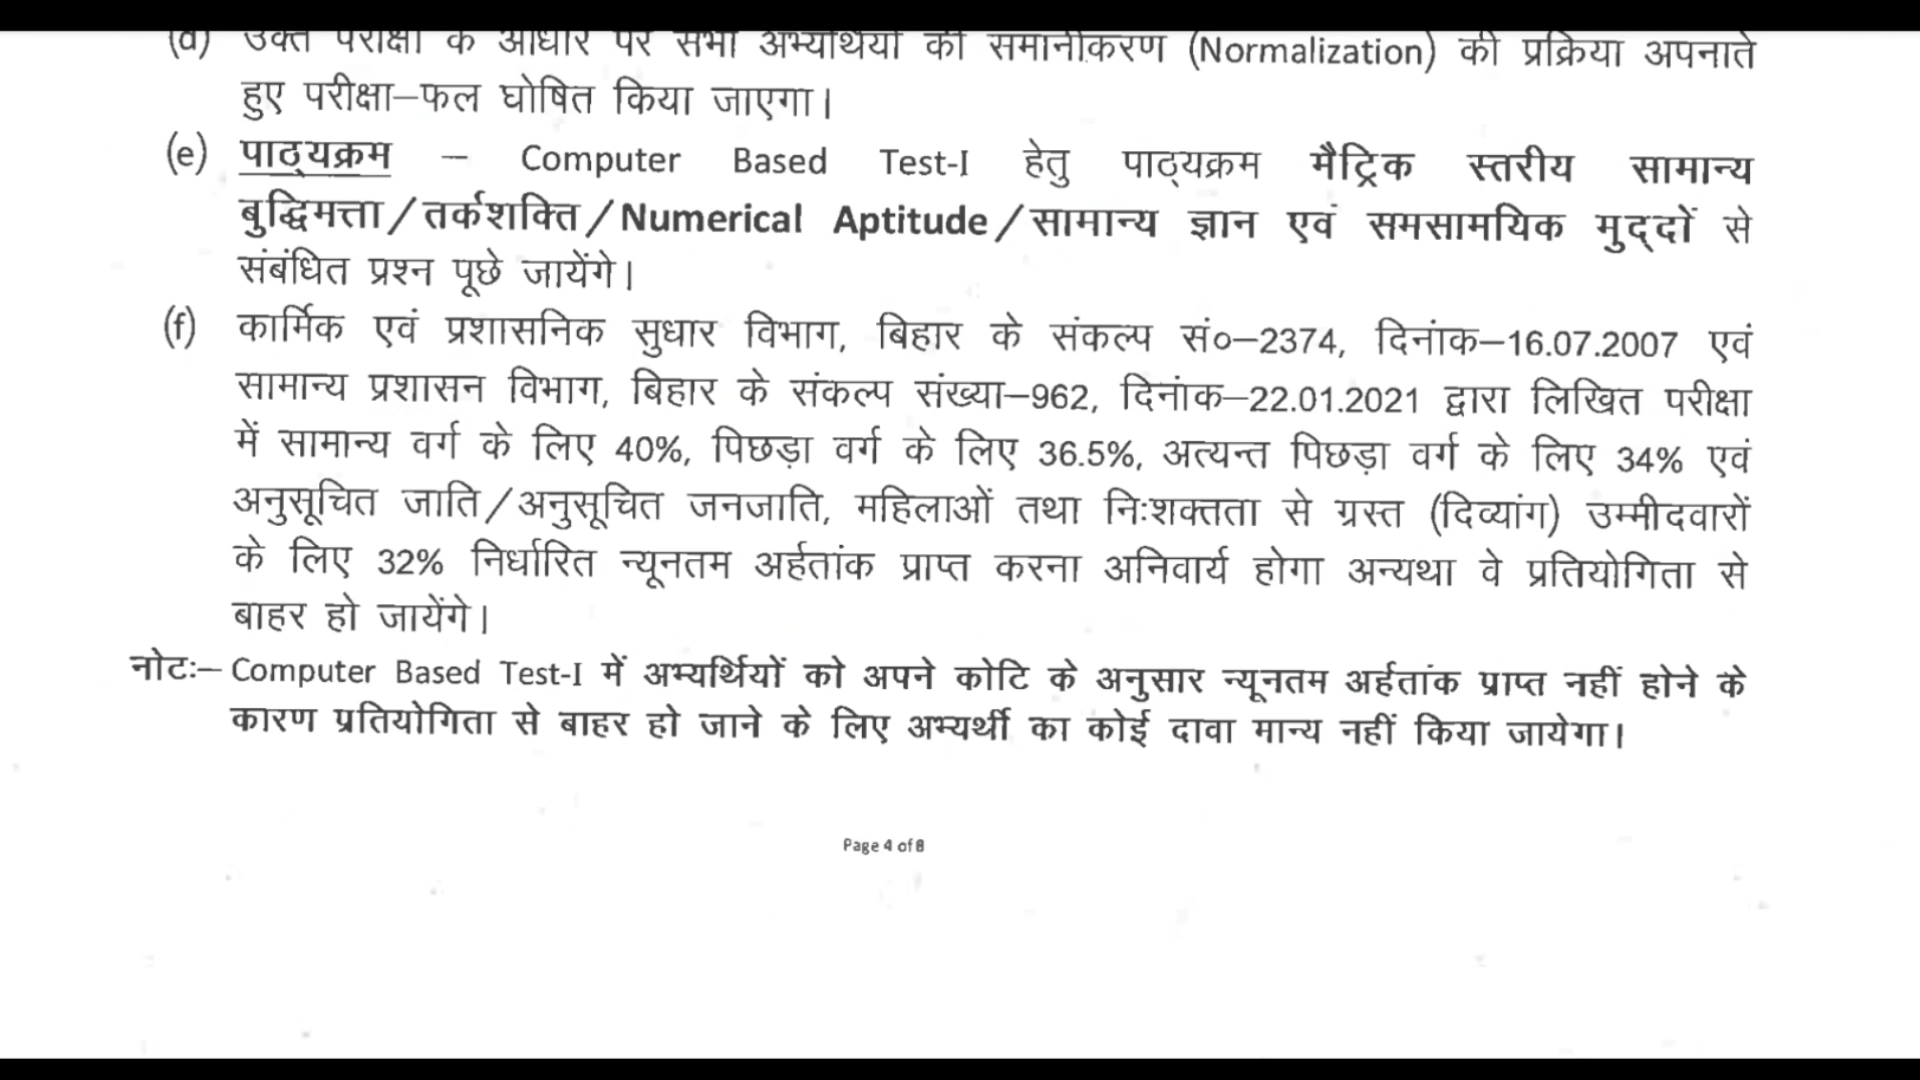 (d) उक्त परीक्षा के आधार पर सभी अभ्यर्थियों की समानीकरण (Normalization) की प्रक्रिया अपनाते
हुए परीक्षा–फल घोषित किया जाएगा।
(e) पाठ्यक्रम – Computer Based Test-I हेतु पाठ्यक्रम मैट्रिक स्तरीय सामान्य
बुद्धिमत्ता/तर्कशक्ति/Numerical Aptitude/सामान्य ज्ञान एवं समसामयिक मुद्दों से
संबंधित प्रश्न पूछे जायेंगे।
(f) कार्मिक एवं प्रशासनिक सुधार विभाग, बिहार के संकल्प सं०–2374, दिनांक–16.07.2007 एवं
सामान्य प्रशासन विभाग, बिहार के संकल्प संख्या–962, दिनांक–22.01.2021 द्वारा लिखित परीक्षा
में सामान्य वर्ग के लिए 40%, पिछड़ा वर्ग के लिए 36.5%, अत्यन्त पिछड़ा वर्ग के लिए 34% एवं
अनुसूचित जाति/अनुसूचित जनजाति, महिलाओं तथा निःशक्तता से ग्रस्त (दिव्यांग) उम्मीदवारों
के लिए 32% निर्धारित न्यूनतम अर्हतांक प्राप्त करना अनिवार्य होगा अन्यथा वे प्रतियोगिता से
बाहर हो जायेंगे।
नोटः– Computer Based Test-I में अभ्यर्थियों को अपने कोटि के अनुसार न्यूनतम अर्हतांक प्राप्त नहीं होने के
कारण प्रतियोगिता से बाहर हो जाने के लिए अभ्यर्थी का कोई दावा मान्य नहीं किया जायेगा।
Page 4 of 8